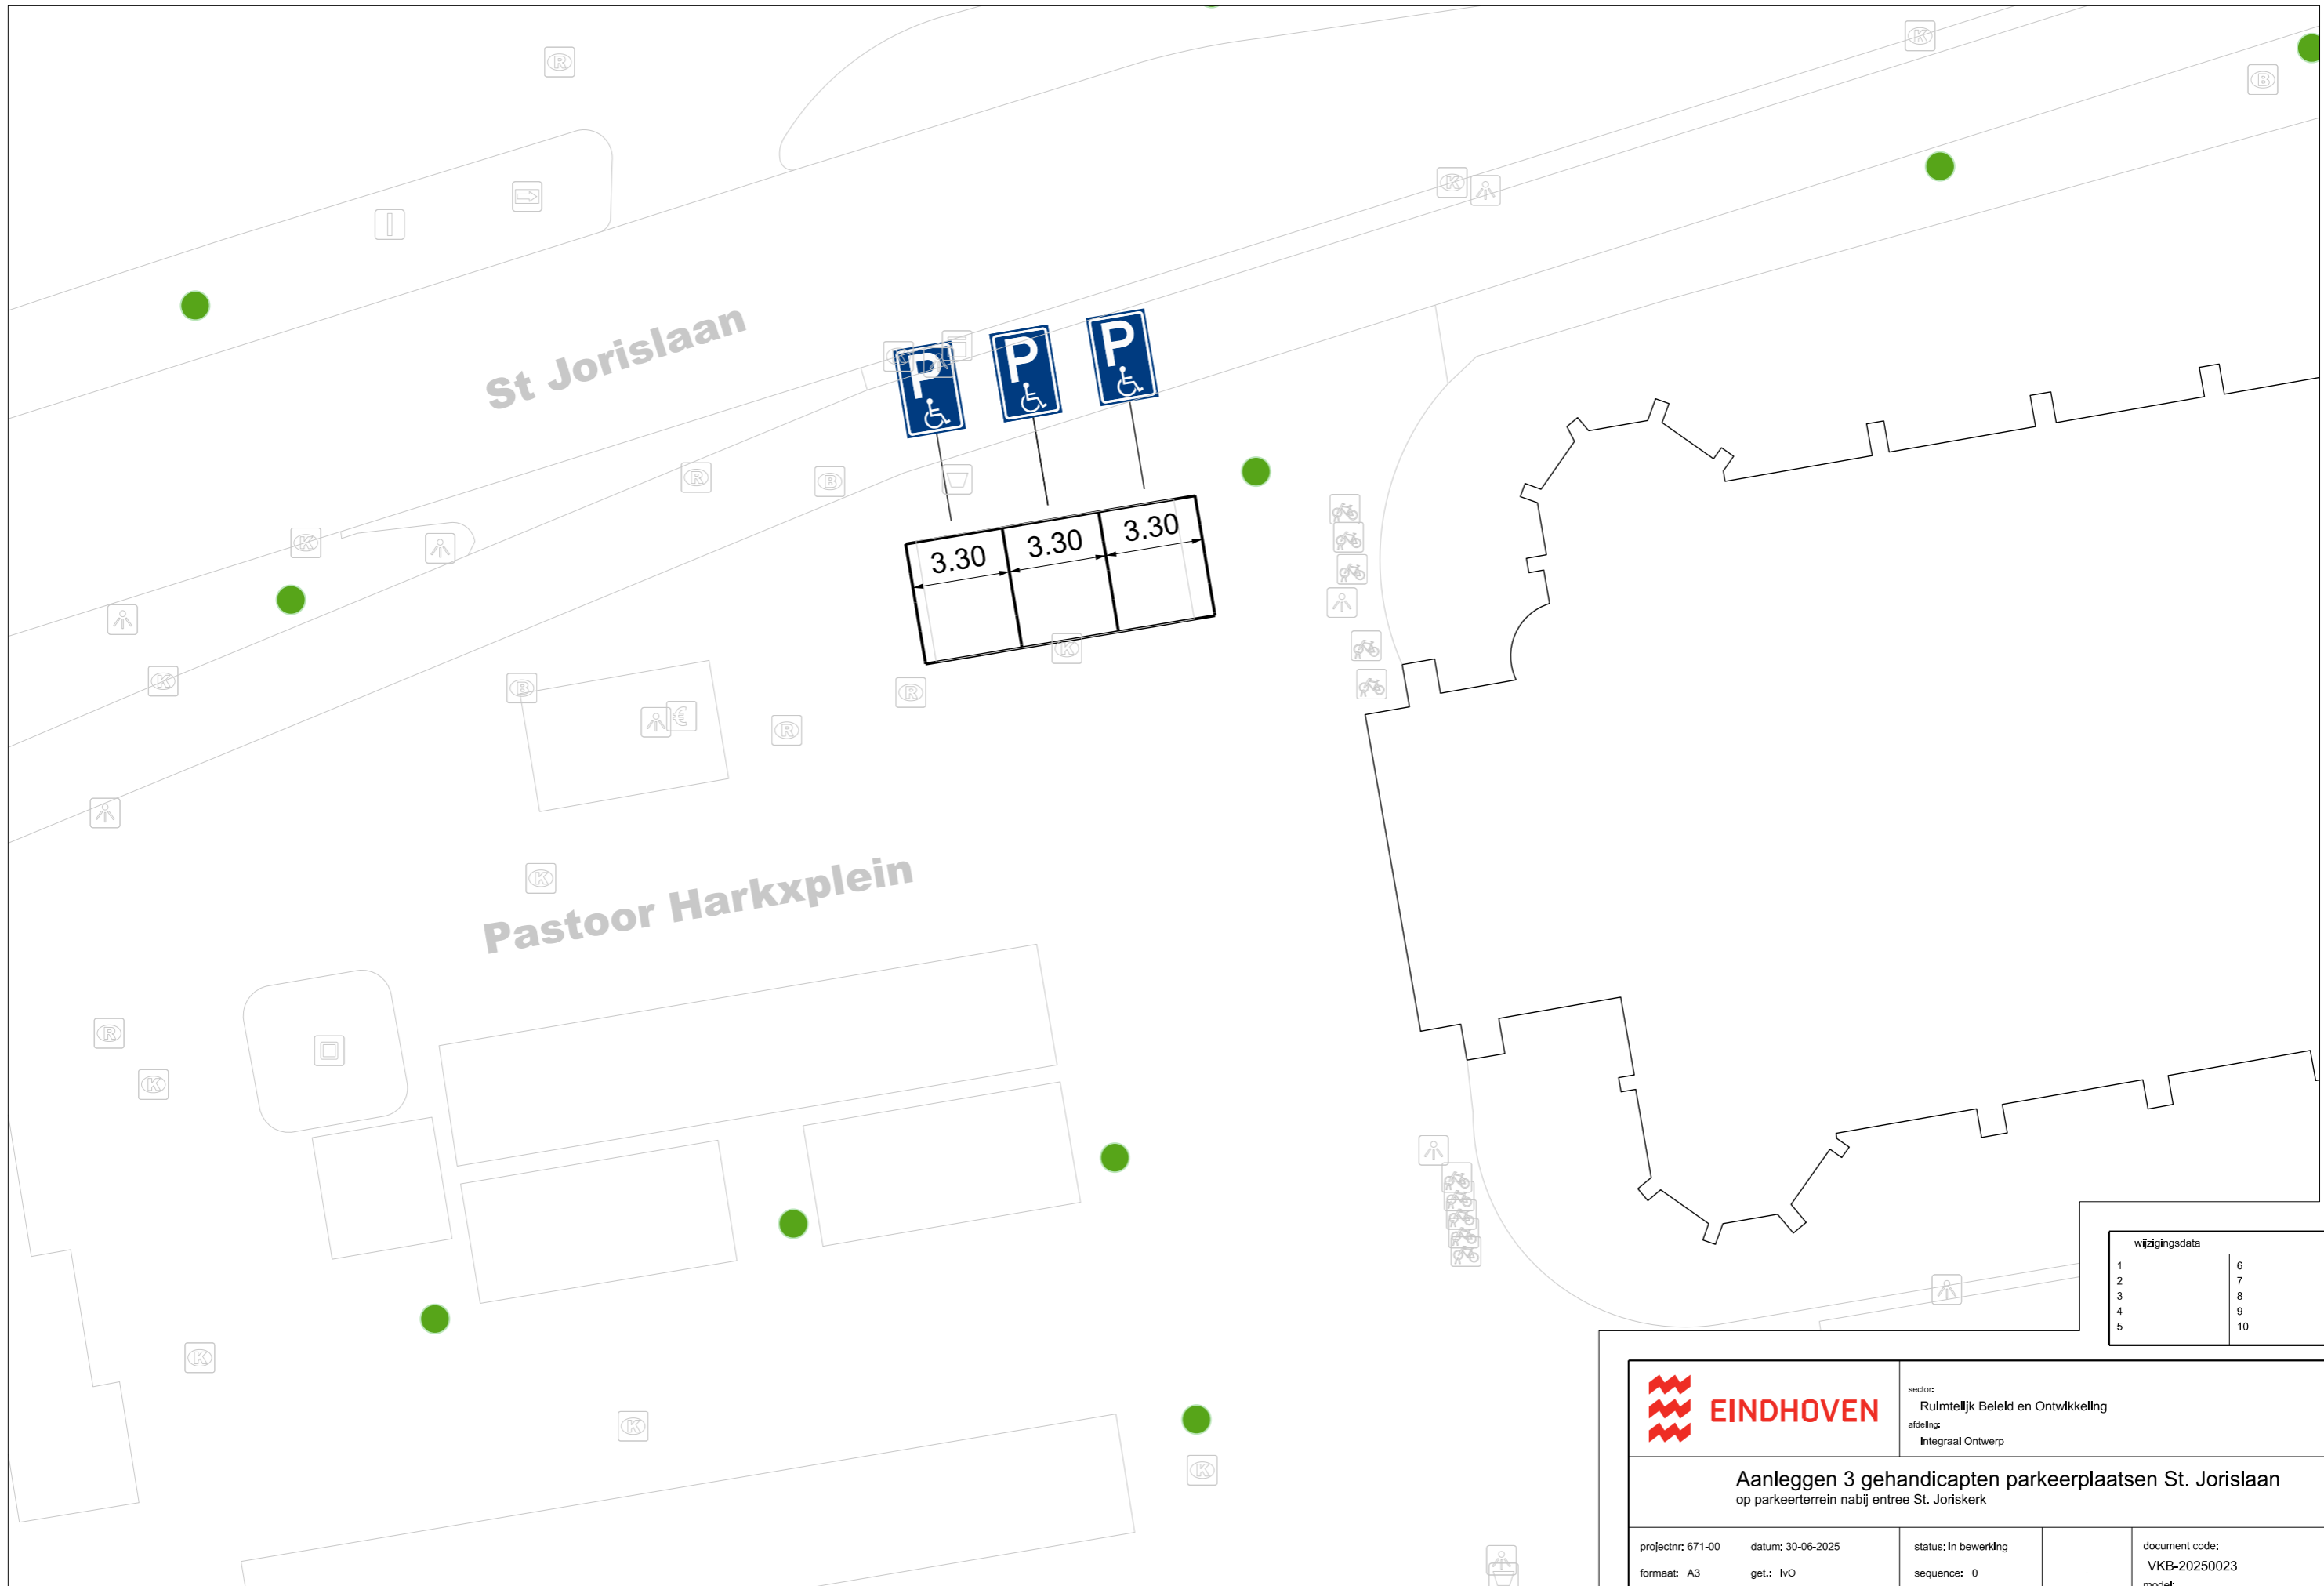 St Jorislaan
P P P
3.30 3.30 3.30
Pastoor Harkxplein
wijzigingsdata
1 6
2 7
3 8
4 9
5 10
EINDHOVEN
sector:
Ruimtelijk Beleid en Ontwikkeling
afdeling:
Integraal Ontwerp
Aanleggen 3 gehandicapten parkeerplaatsen St. Jorislaan
op parkeerterrein nabij entree St. Joriskerk
projectnr: 671-00 datum: 30-06-2025 status: In bewerking document code:
VKB-20250023
formaat: A3 get.: IvO sequence: 0
model: